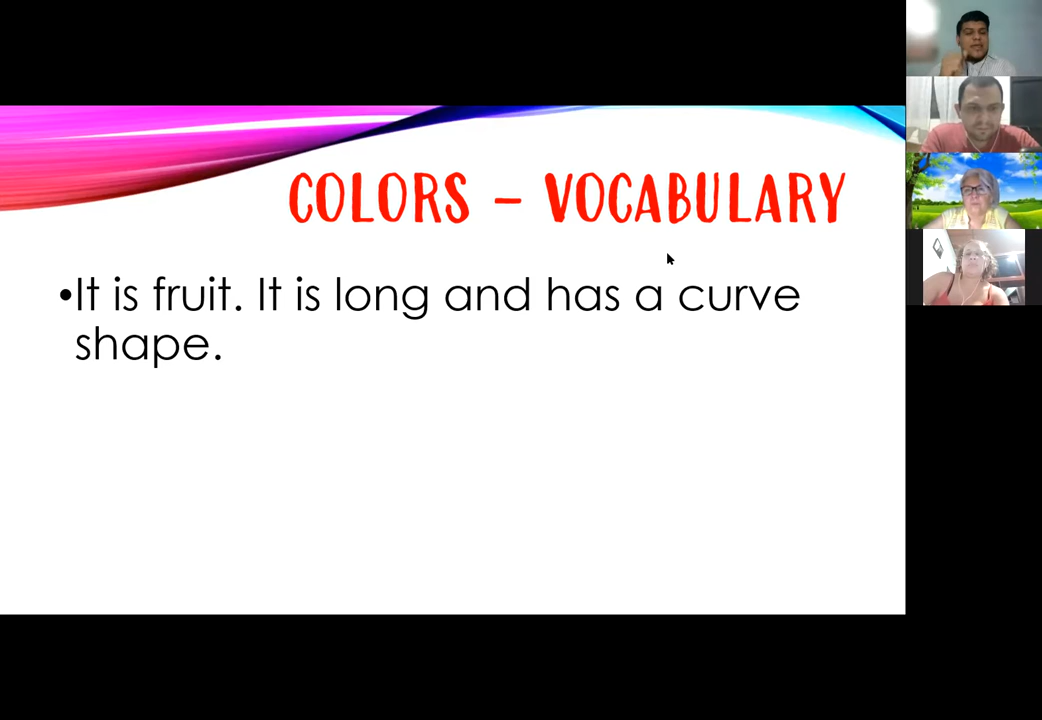 COLORS – VOCABULARY
•It is fruit. It is long and has a curve
shape.